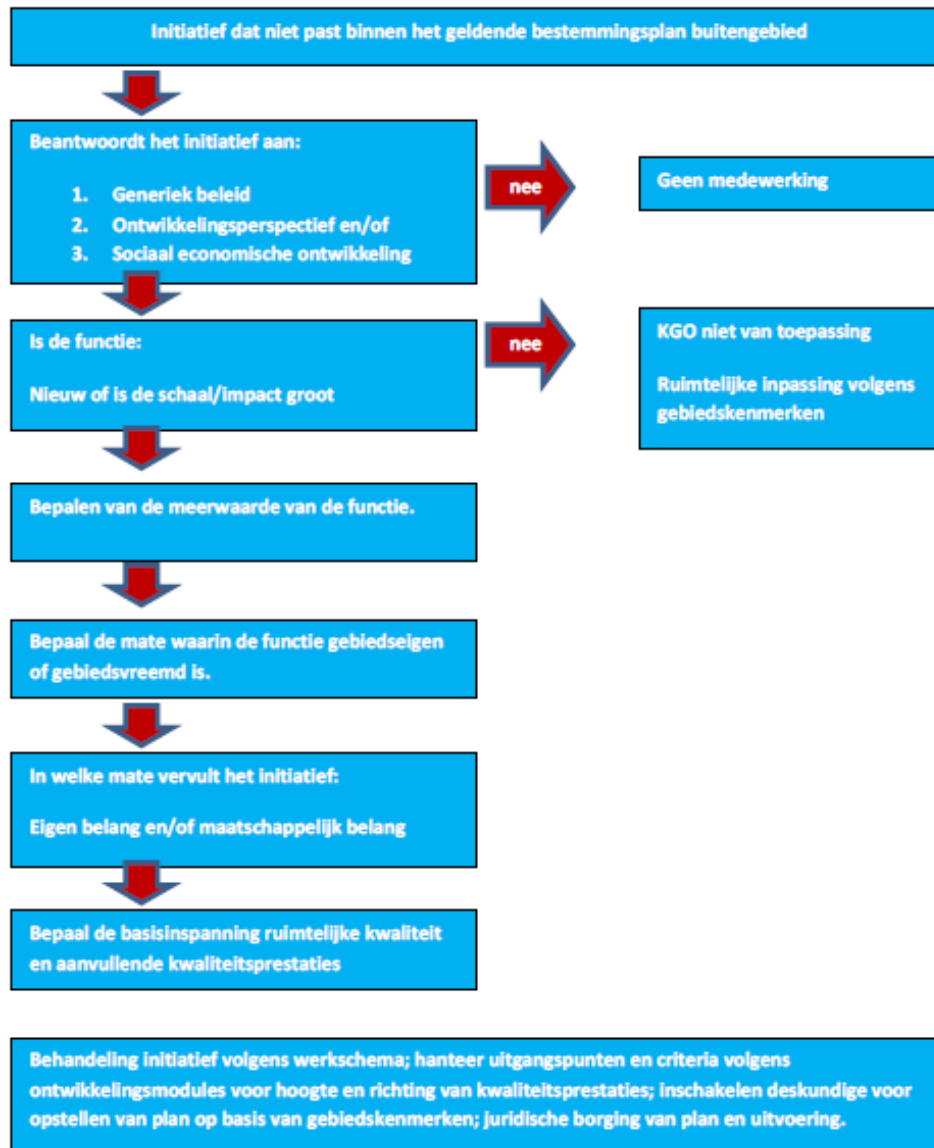 Initiatief dat niet past binnen het geldende bestemmingsplan buitengebied
Beantwoordt het initiatief aan:
1. Generiek beleid
2. Ontwikkelingsperspectief en/of
3. Sociaal economische ontwikkeling
nee
Geen medewerking
Is de functie:
Nieuw of is de schaal/impact groot
nee
KGO niet van toepassing
Ruimtelijke inpassing volgens
gebiedskenmerken
Bepalen van de meerwaarde van de functie.
Bepaal de mate waarin de functie gebiedseigen
of gebiedsvreemd is.
In welke mate vervult het initiatief:
Eigen belang en/of maatschappelijk belang
Bepaal de basisinspanning ruimtelijke kwaliteit
en aanvullende kwaliteitsprestaties
Behandeling initiatief volgens werkschema; hanteer uitgangspunten en criteria volgens
ontwikkelingsmodules voor hoogte en richting van kwaliteitsprestaties; inschakelen deskundige voor
opstellen van plan op basis van gebiedskenmerken; juridische borging van plan en uitvoering.